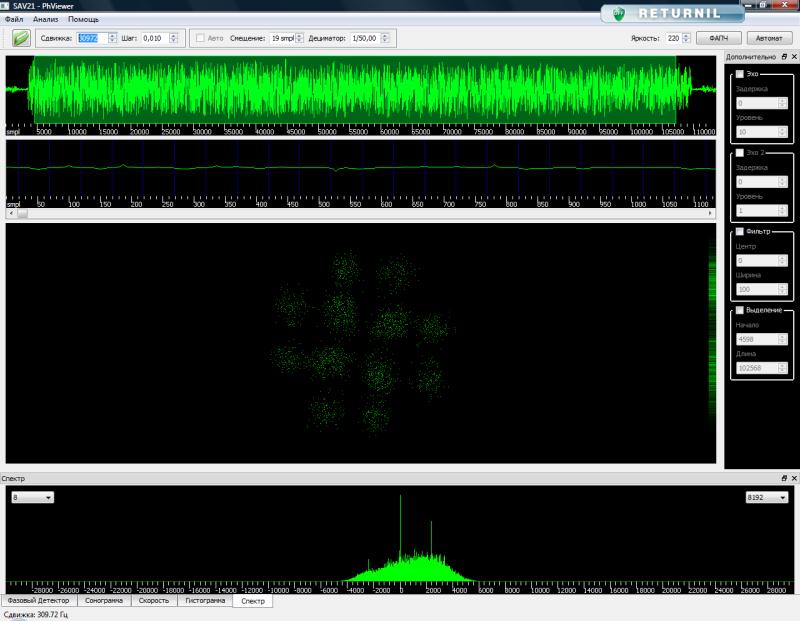 SAV21 - PhViewer
OFF RETURNIL
Файл Анализ Помощь
Сдвижка: 30972 Шаг: 0,010 Авто Смещение: 19 smpl Дециматор: 1/50,00 Яркость: 220 ФАПЧ Автомат
Дополнительно
smpl 5000 10000 15000 20000 25000 30000 35000 40000 45000 50000 55000 60000 65000 70000 75000 80000 85000 90000 95000 100000 105000 110000
smpl 50 100 150 200 250 300 350 400 450 500 550 600 650 700 750 800 850 900 950 1000 1050 1100
Эхо
Задержка
0
Уровень
10
Эхо 2
Задержка
0
Уровень
1
Фильтр
Центр
0
Ширина
100
Выделение
Начало
4598
Длина
102568
Спектр
8 8192
-28000 -26000 -24000 -22000 -20000 -18000 -16000 -14000 -12000 -10000 -8000 -6000 -4000 -2000 0 2000 4000 6000 8000 10000 12000 14000 16000 18000 20000 22000 24000 26000 28000
Фазовый Детектор Сонограмма Скорость Гистограмма Спектр
Сдвижка: 309.72 Гц